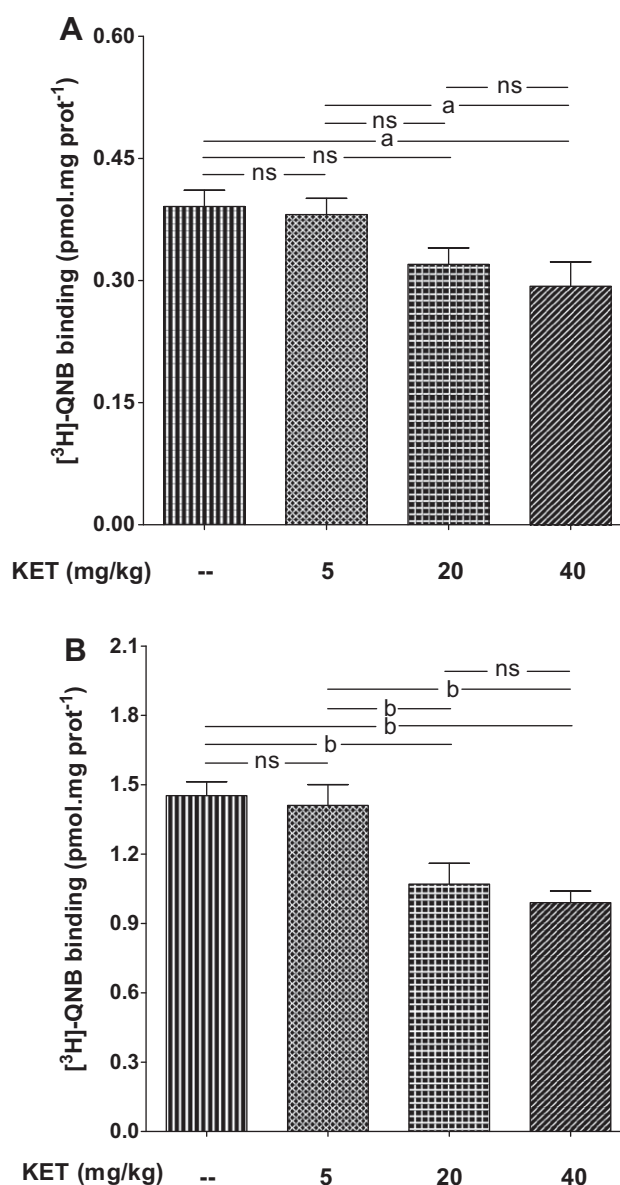 A
[³H]-QNB binding (pmol.mg prot⁻¹)
0.60
0.45
0.30
0.15
0.00
ns
a
ns
a
ns
ns
KET (mg/kg) -- 5 20 40
B
[³H]-QNB binding (pmol.mg prot⁻¹)
2.1
1.8
1.5
1.2
0.9
0.6
0.3
0.0
ns
b
b
b
b
ns
KET (mg/kg) -- 5 20 40